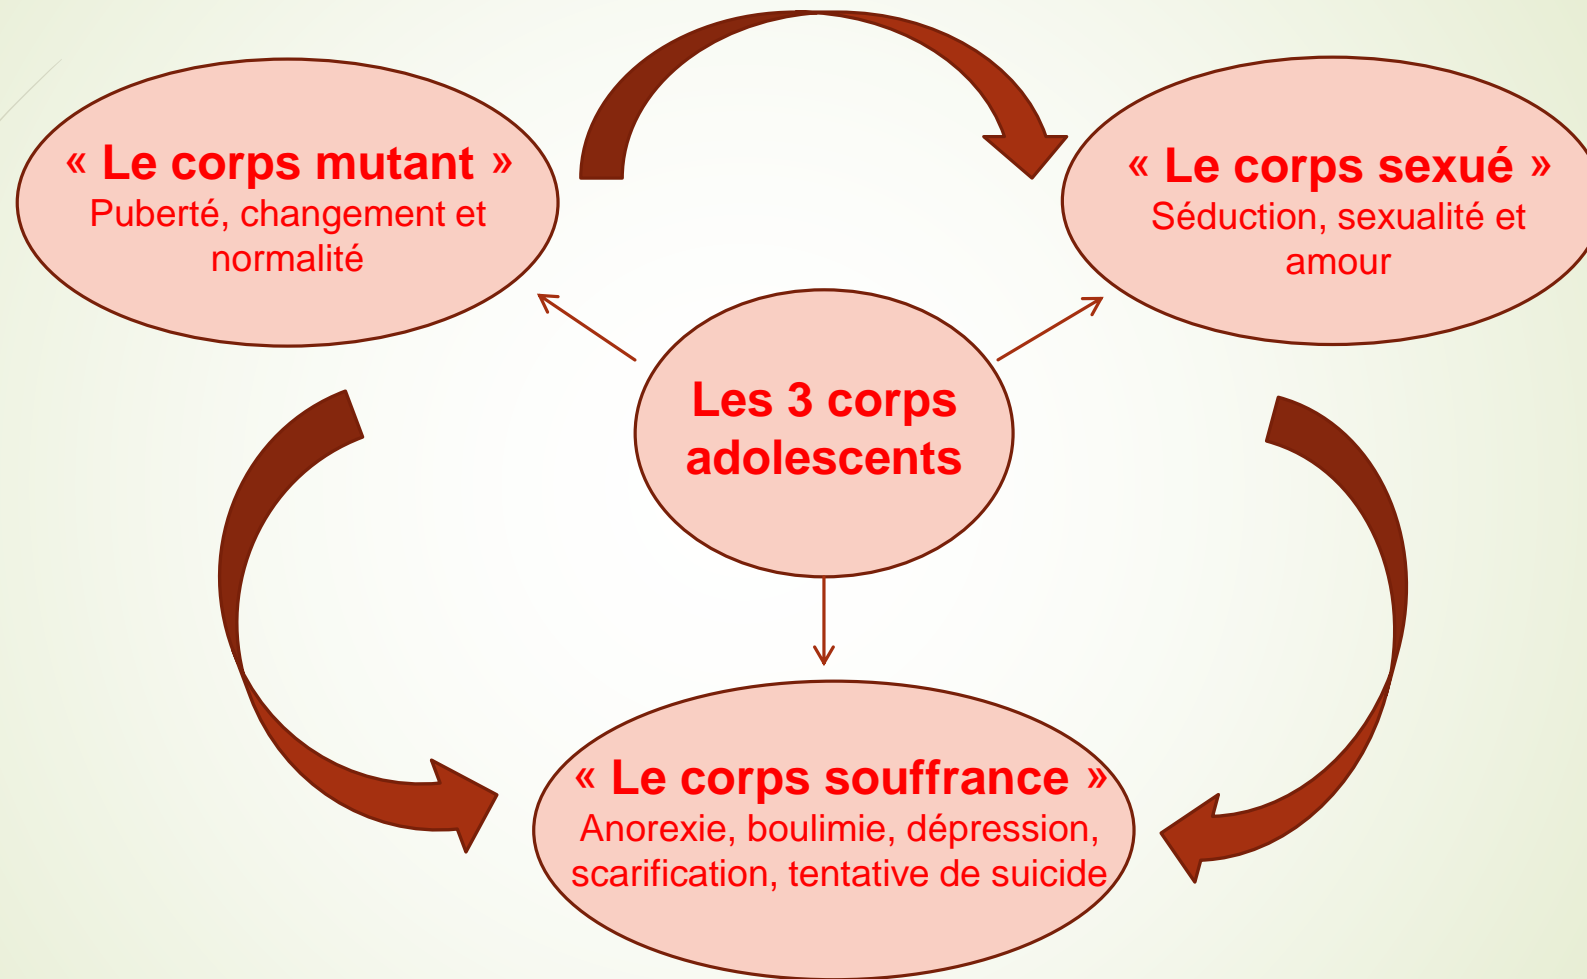 « Le corps mutant »
Puberté, changement et
normalité
« Le corps sexué »
Séduction, sexualité et
amour
Les 3 corps
adolescents
« Le corps souffrance »
Anorexie, boulimie, dépression,
scarification, tentative de suicide